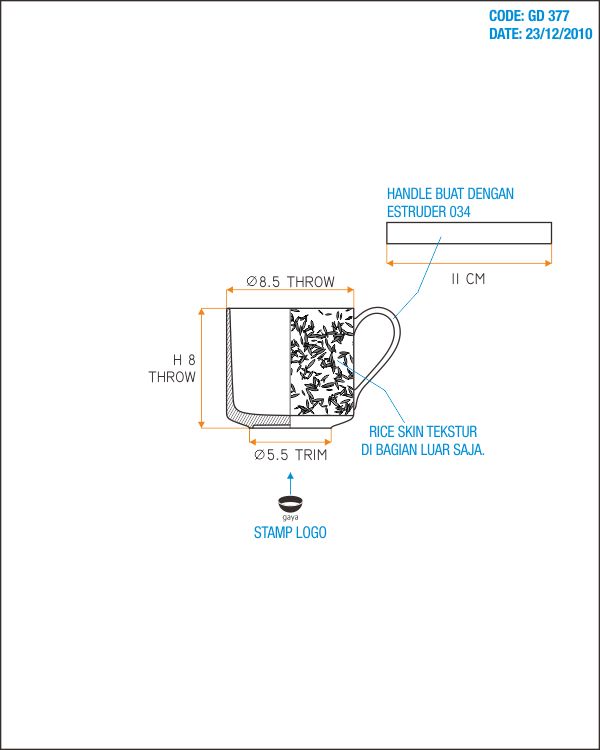 CODE: GD 377
DATE: 23/12/2010
HANDLE BUAT DENGAN
ESTRUDER 034
11 CM
Ø8.5 THROW
H 8
THROW
RICE SKIN TEKSTUR
DI BAGIAN LUAR SAJA.
Ø5.5 TRIM
gaya
STAMP LOGO